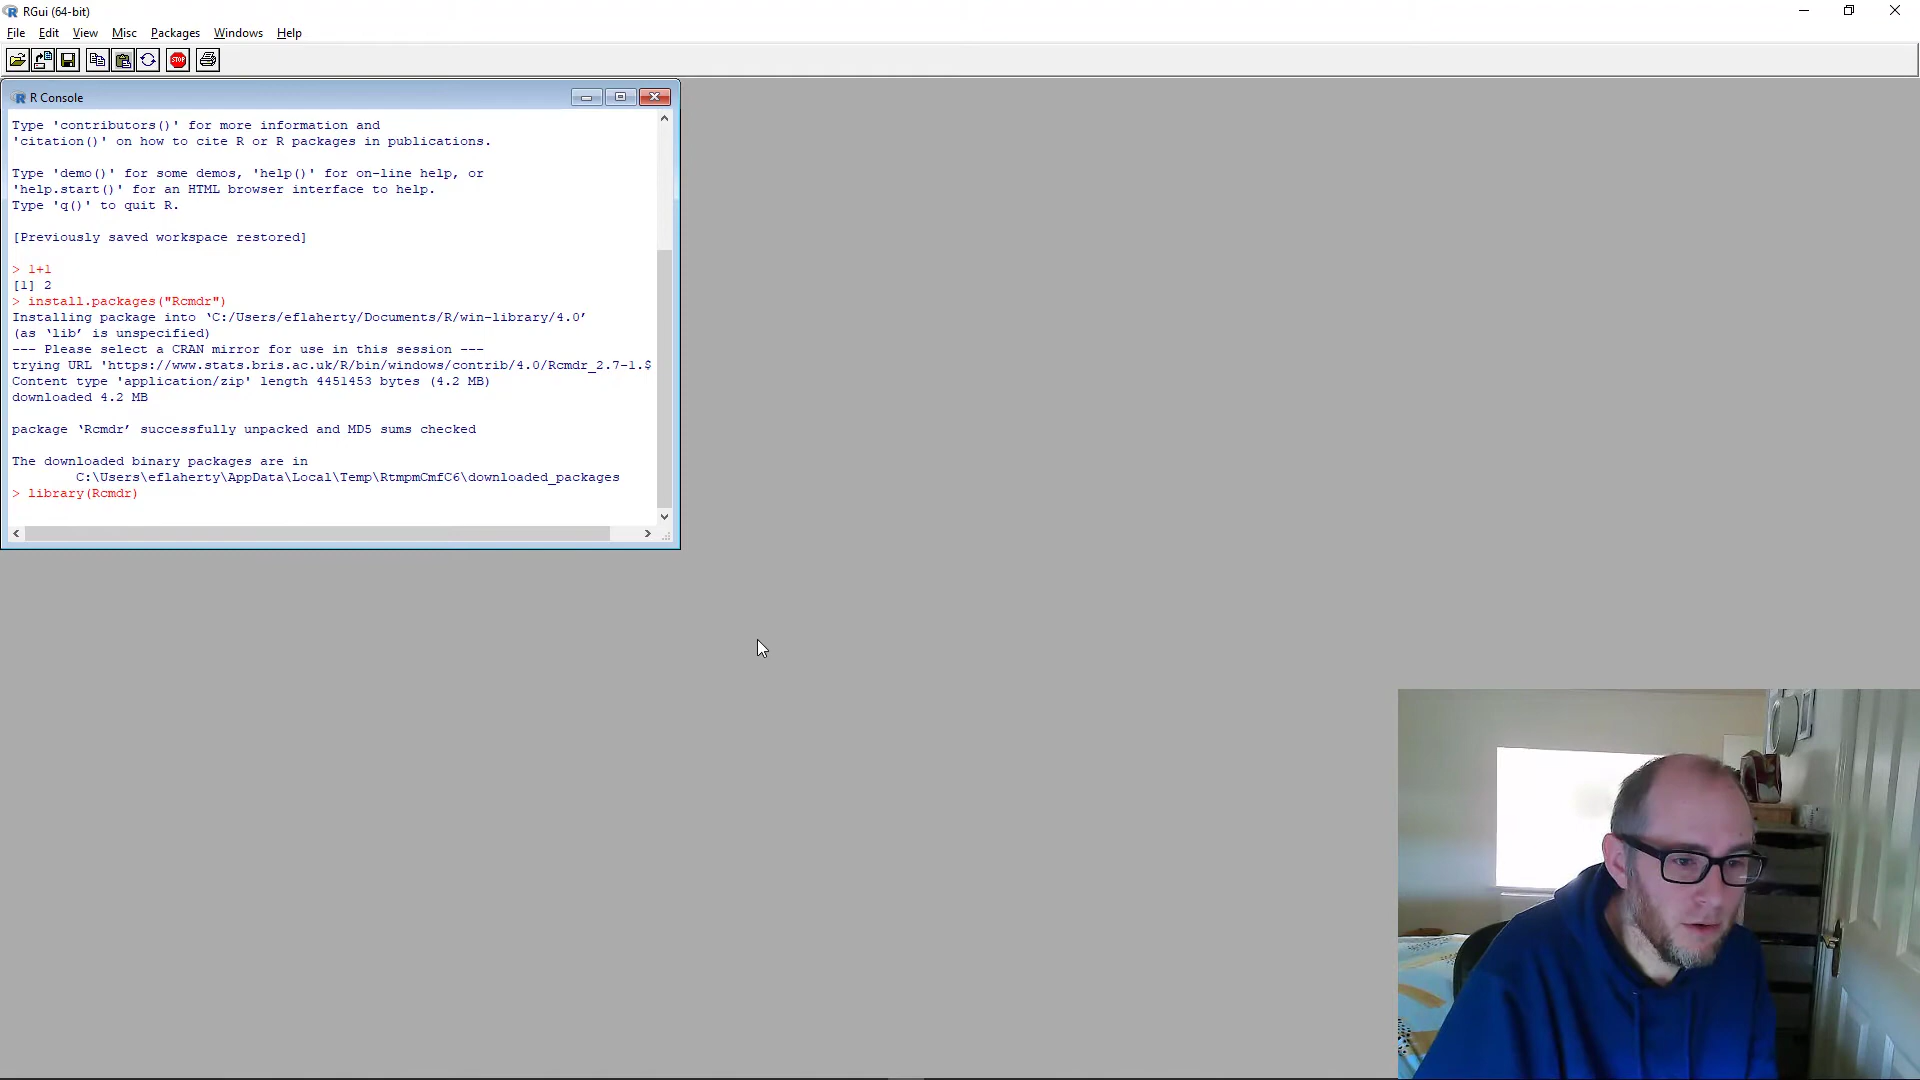 RGui (64-bit)
File Edit View Misc Packages Windows Help
STOP
R Console
Type 'contributors()' for more information and
'citation()' on how to cite R or R packages in publications.
Type 'demo()' for some demos, 'help()' for on-line help, or
'help.start()' for an HTML browser interface to help.
Type 'q()' to quit R.
[Previously saved workspace restored]
> 1+1
[1] 2
> install.packages("Rcmdr")
Installing package into ‘C:/Users/eflaherty/Documents/R/win-library/4.0’
(as ‘lib’ is unspecified)
--- Please select a CRAN mirror for use in this session ---
trying URL 'https://www.stats.bris.ac.uk/R/bin/windows/contrib/4.0/Rcmdr_2.7-1.$
Content type 'application/zip' length 4451453 bytes (4.2 MB)
downloaded 4.2 MB
package ‘Rcmdr’ successfully unpacked and MD5 sums checked
The downloaded binary packages are in
C:\Users\eflaherty\AppData\Local\Temp\RtmpmCmfC6\downloaded_packages
> library(Rcmdr)